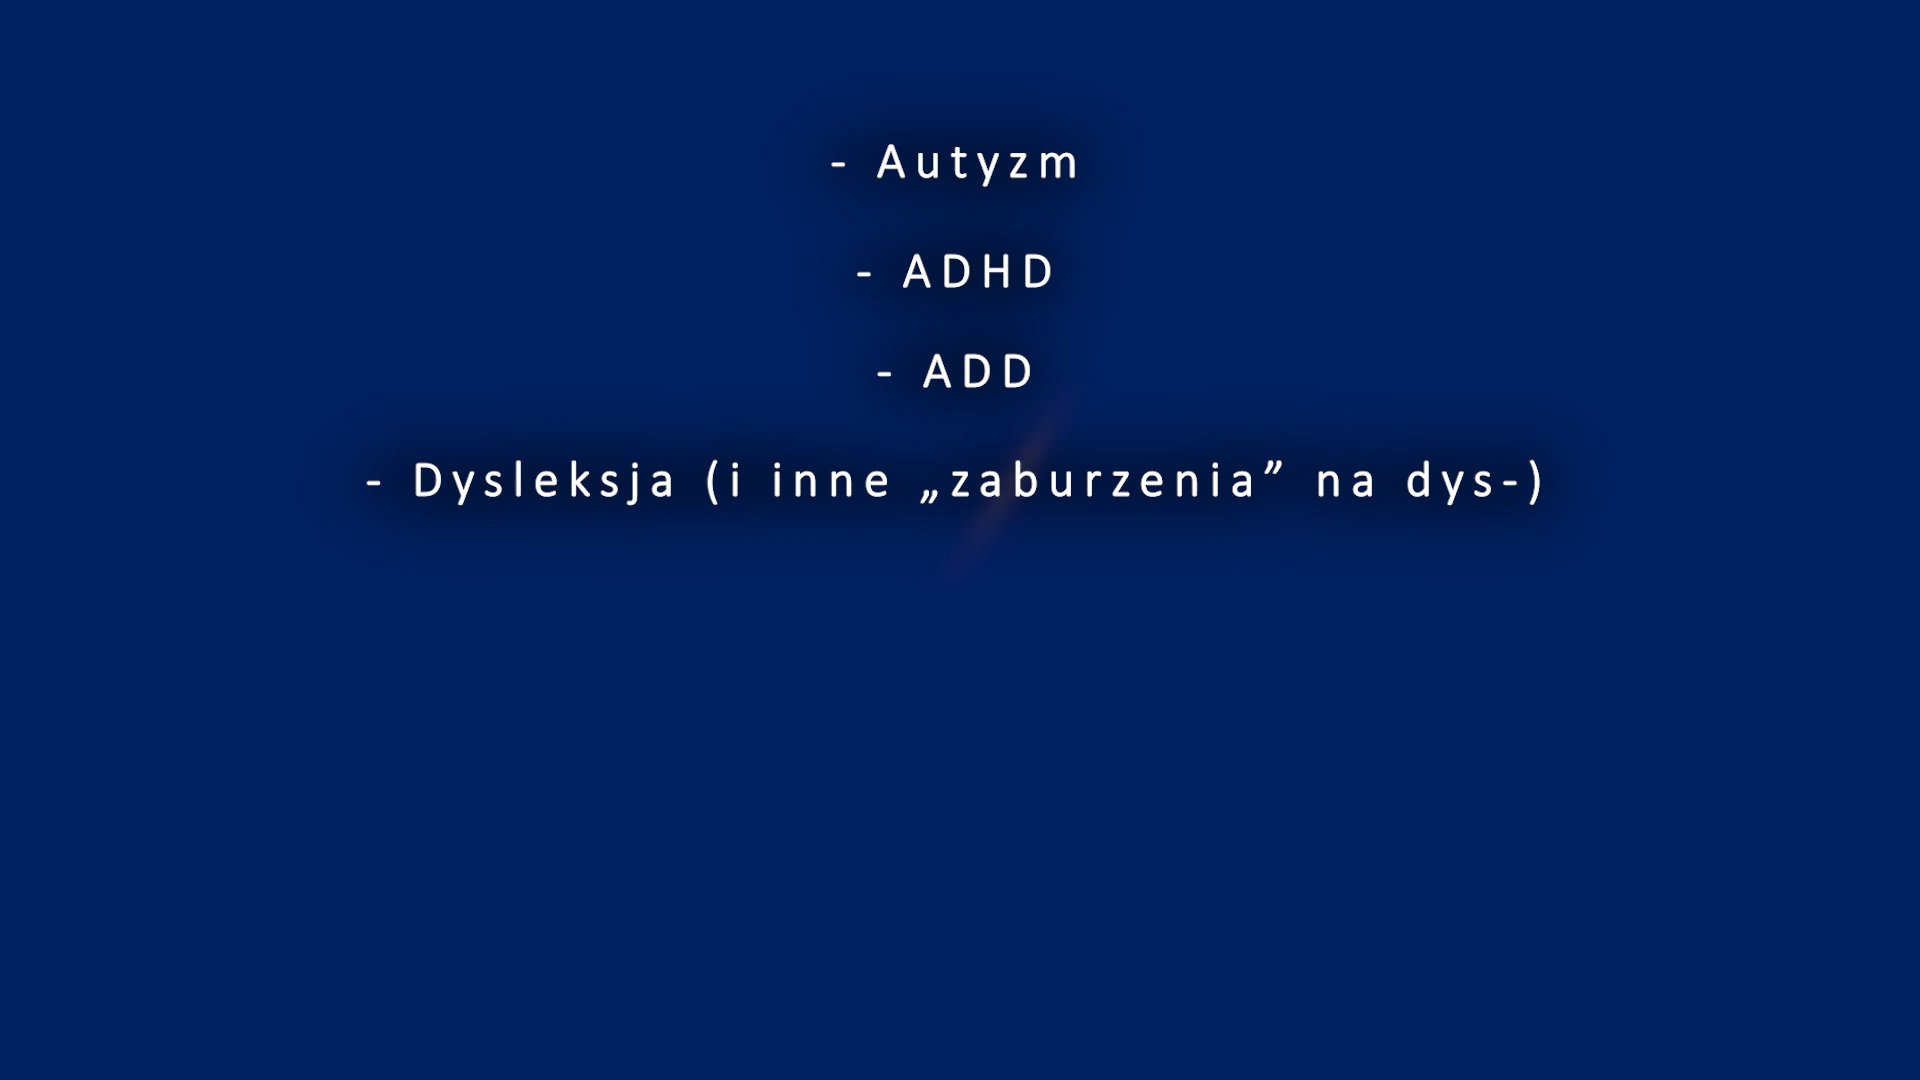 - Autyzm
- ADHD
- ADD
- Dysleksja (i inne „zaburzenia” na dys-)